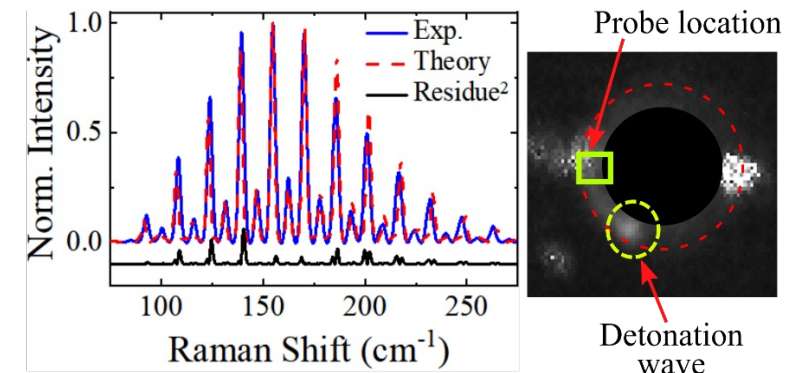 1.0
0.5
0.0
Norm. Intensity
Exp.
Theory
Residue²
100
150
200
250
Raman Shift (cm⁻¹)
Probe location
Detonation
wave